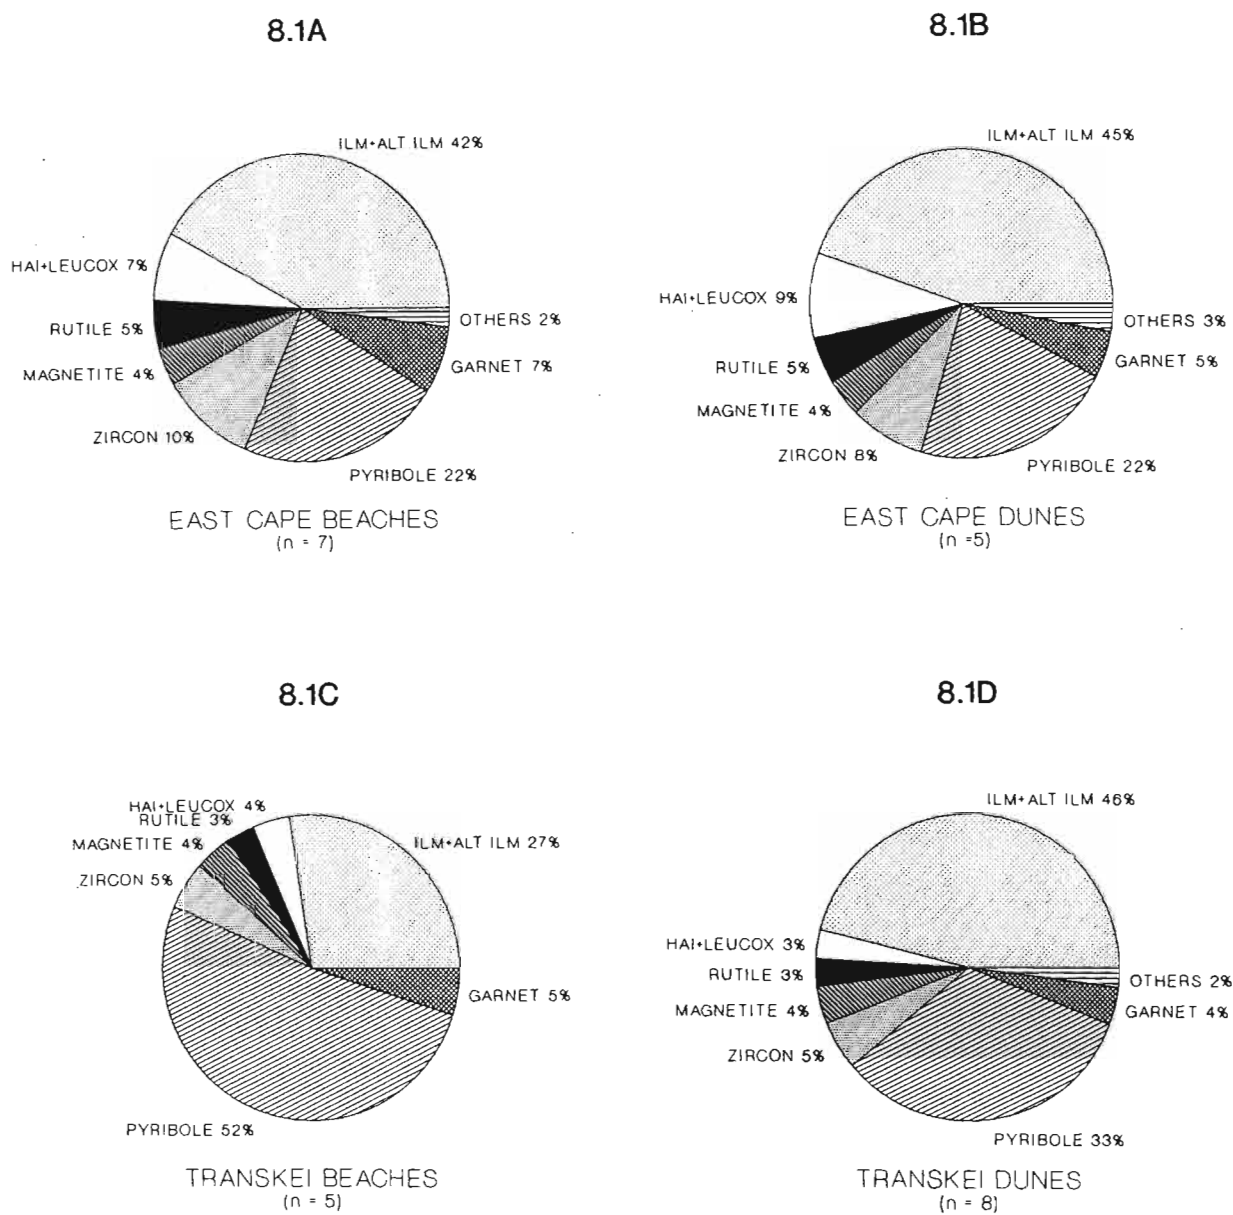 8.1A
ILM+ALT ILM 42%
HAI+LEUCOX 7%
RUTILE 5%
MAGNETITE 4%
ZIRCON 10%
PYRIBOLE 22%
GARNET 7%
OTHERS 2%
EAST CAPE BEACHES
(n = 7)
8.1B
ILM+ALT ILM 45%
HAI+LEUCOX 9%
RUTILE 5%
MAGNETITE 4%
ZIRCON 8%
PYRIBOLE 22%
GARNET 5%
OTHERS 3%
EAST CAPE DUNES
(n =5)
8.1C
HAI+LEUCOX 4%
RUTILE 3%
MAGNETITE 4%
ZIRCON 5%
ILM+ALT ILM 27%
GARNET 5%
PYRIBOLE 52%
TRANSKEI BEACHES
(n = 5)
8.1D
ILM+ALT ILM 46%
HAI+LEUCOX 3%
RUTILE 3%
MAGNETITE 4%
ZIRCON 5%
OTHERS 2%
GARNET 4%
PYRIBOLE 33%
TRANSKEI DUNES
(n = 8)